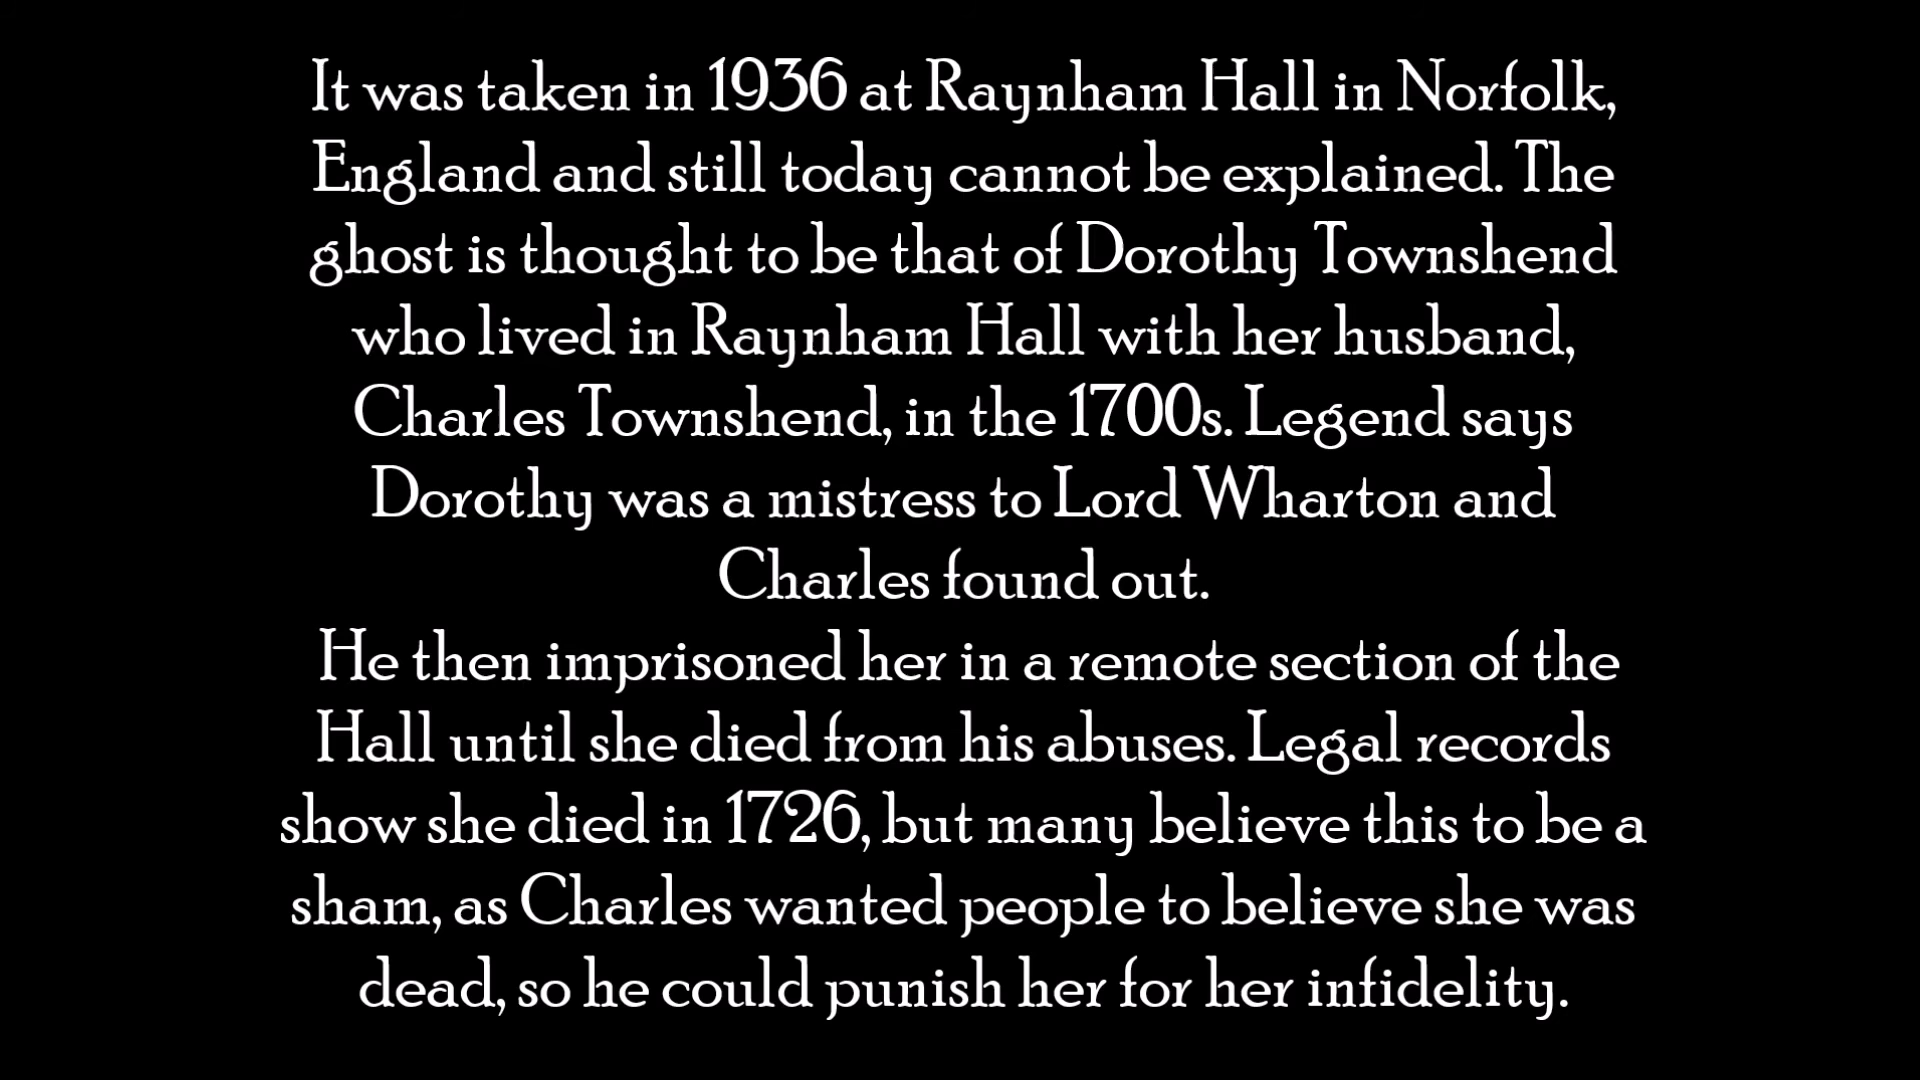 It was taken in 1936 at Raynham Hall in Norfolk,
England and still today cannot be explained. The
ghost is thought to be that of Dorothy Townshend
who lived in Raynham Hall with her husband,
Charles Townshend, in the 1700s. Legend says
Dorothy was a mistress to Lord Wharton and
Charles found out.
He then imprisoned her in a remote section of the
Hall until she died from his abuses. Legal records
show she died in 1726, but many believe this to be a
sham, as Charles wanted people to believe she was
dead, so he could punish her for her infidelity.